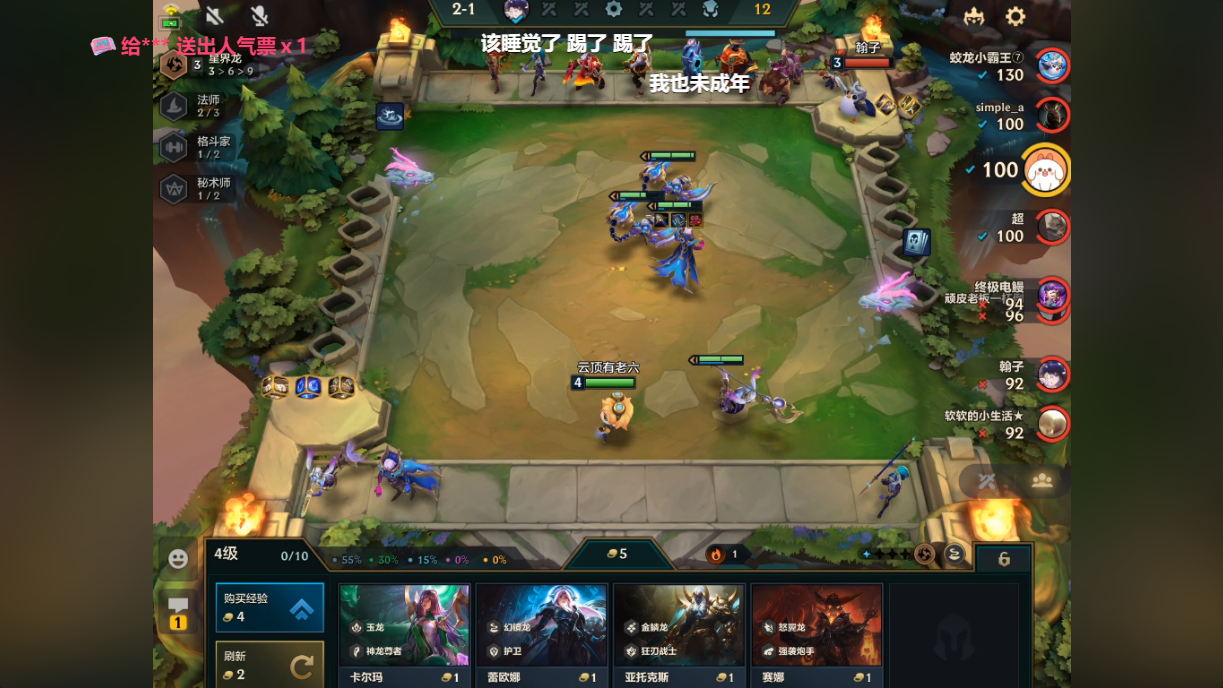 2-1
12
给*** 送出人气票 x 1
该睡觉了 踢了 踢了
我也未成年
3 星界龙
3 > 6 > 9
法师
2 / 3
格斗家
1 / 2
秘术师
1 / 2
翰子
3
蛟龙小霸王⑦
130
simple_a
100
100
超
100
终极电鳗
94
96
翰子
92
软软的小生活★
92
云顶有老六
4
4级
0/10
55% 30% 15% 0% 0%
5
1
6
购买经验
4
刷新
2
1
玉龙
神龙尊者
卡尔玛 1
幻镜龙
护卫
蕾欧娜 1
金鳞龙
狂刃战士
亚托克斯 1
怒翼龙
强袭炮手
赛娜 1